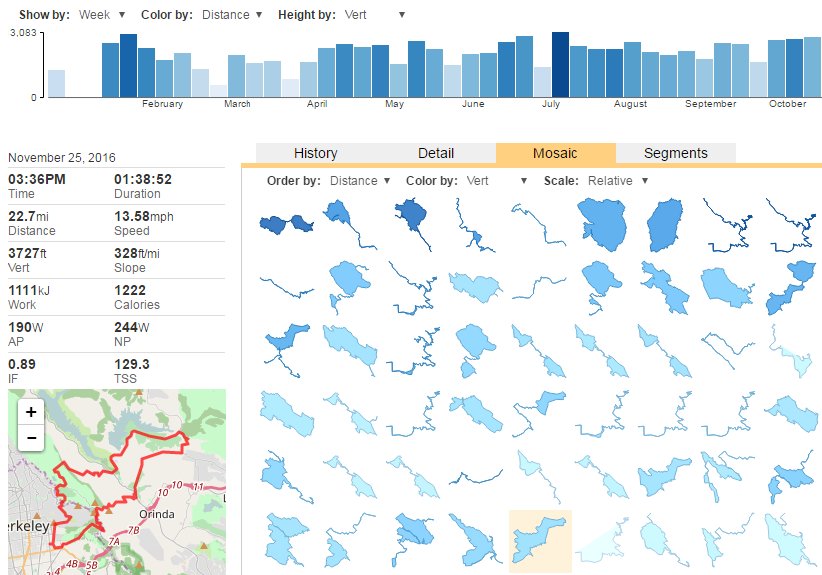 Show by: Week ▼ Color by: Distance ▼ Height by: Vert ▼
3,083
0
February March April May June July August September October
November 25, 2016
History Detail Mosaic Segments
03:36PM 01:38:52
Time Duration
Order by: Distance ▼ Color by: Vert ▼ Scale: Relative ▼
22.7mi 13.58mph
Distance Speed
3727ft 328ft/mi
Vert Slope
1111kJ 1222
Work Calories
190W 244W
AP NP
0.89 129.3
IF TSS
+
−
10 11
10
Orinda
erkeley
7B
7A
4 4B 5B